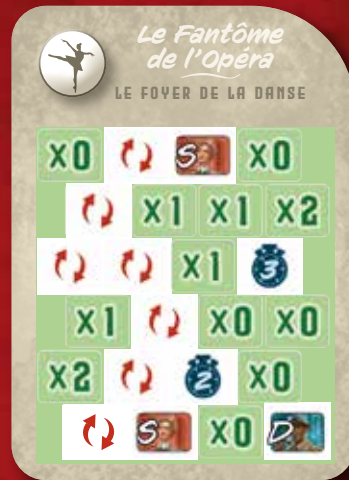 Le Fantôme
de l'Opéra
LE FOYER DE LA DANSE
X0 S X0
X1 X1 X2
X1 3
X1 X0 X0
X2 2 X0
S X0 D